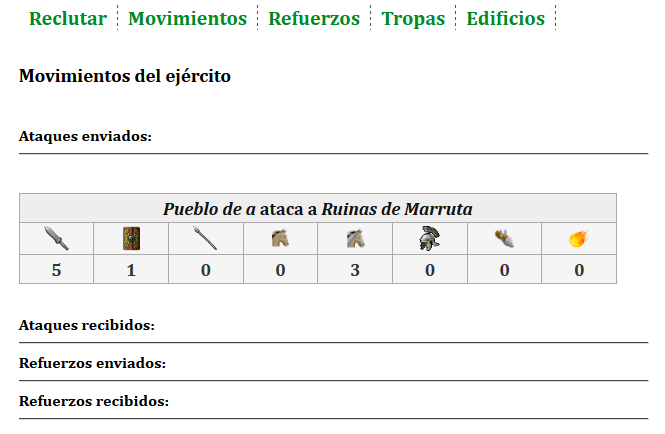 Reclutar Movimientos Refuerzos Tropas Edificios
Movimientos del ejército
Ataques enviados:
Pueblo de a ataca a Ruinas de Marruta
5 1 0 0 3 0 0 0
Ataques recibidos:
Refuerzos enviados:
Refuerzos recibidos: